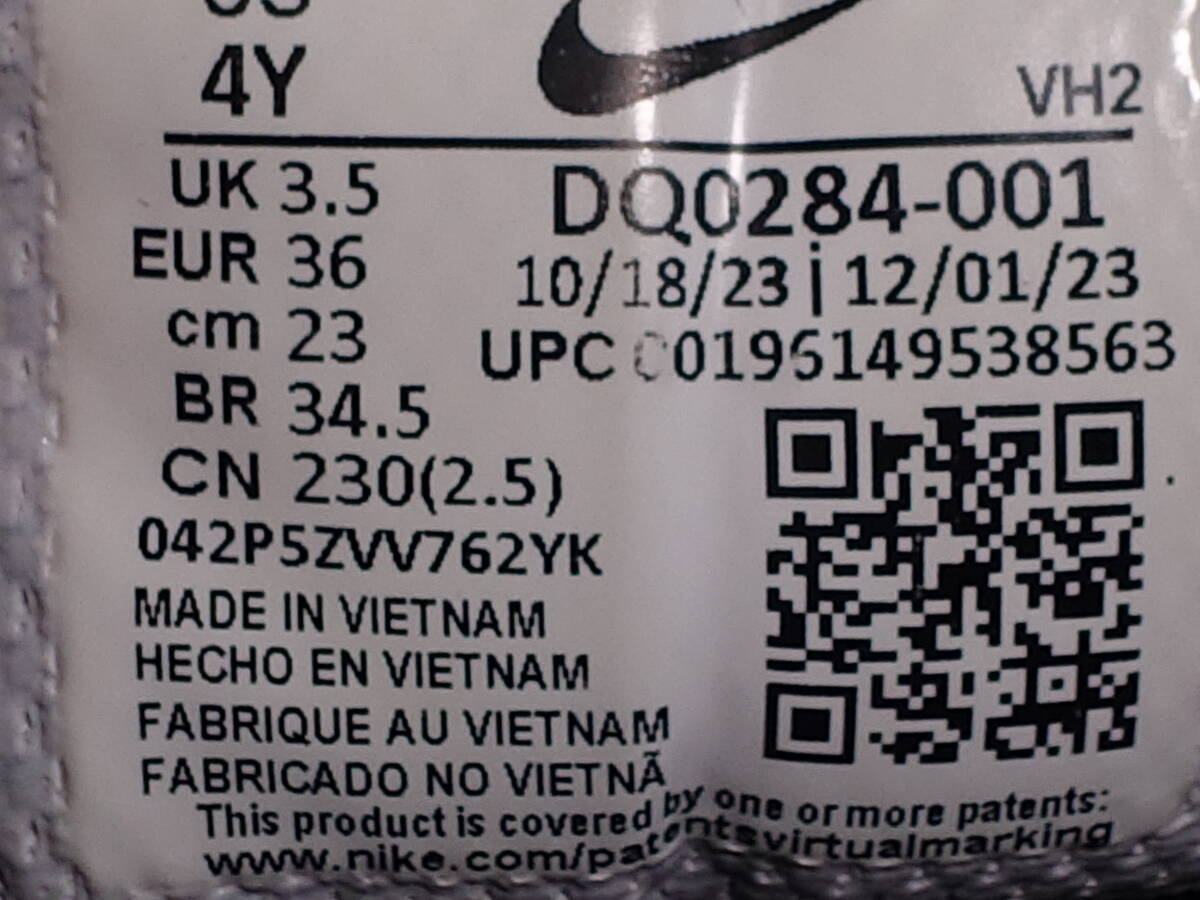 US
4Y
VH2
UK 3.5
EUR 36
cm 23
BR 34.5
CN 230(2.5)
042P5ZVV762YK
DQ0284-001
10/18/23 | 12/01/23
UPC 00196149538563
MADE IN VIETNAM
HECHO EN VIETNAM
FABRIQUE AU VIETNAM
FABRICADO NO VIETNÃ
This product is covered by one or more patents:
www.nike.com/patentsvirtualmarking